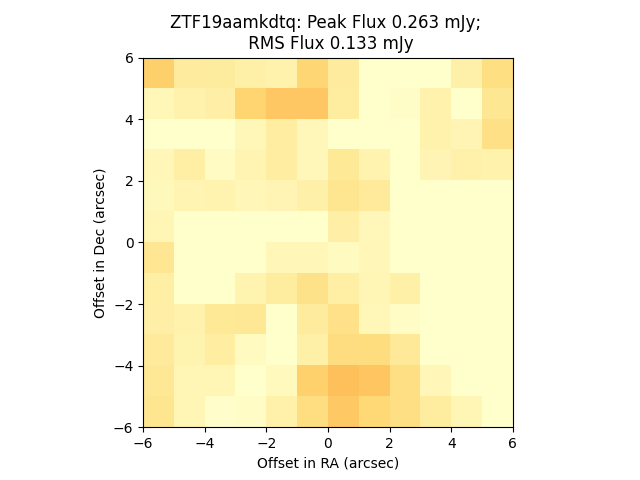 ZTF19aamkdtq: Peak Flux 0.263 mJy;
RMS Flux 0.133 mJy
6
4
2
0
−2
−4
−6
Offset in Dec (arcsec)
−6 −4 −2 0 2 4 6
Offset in RA (arcsec)